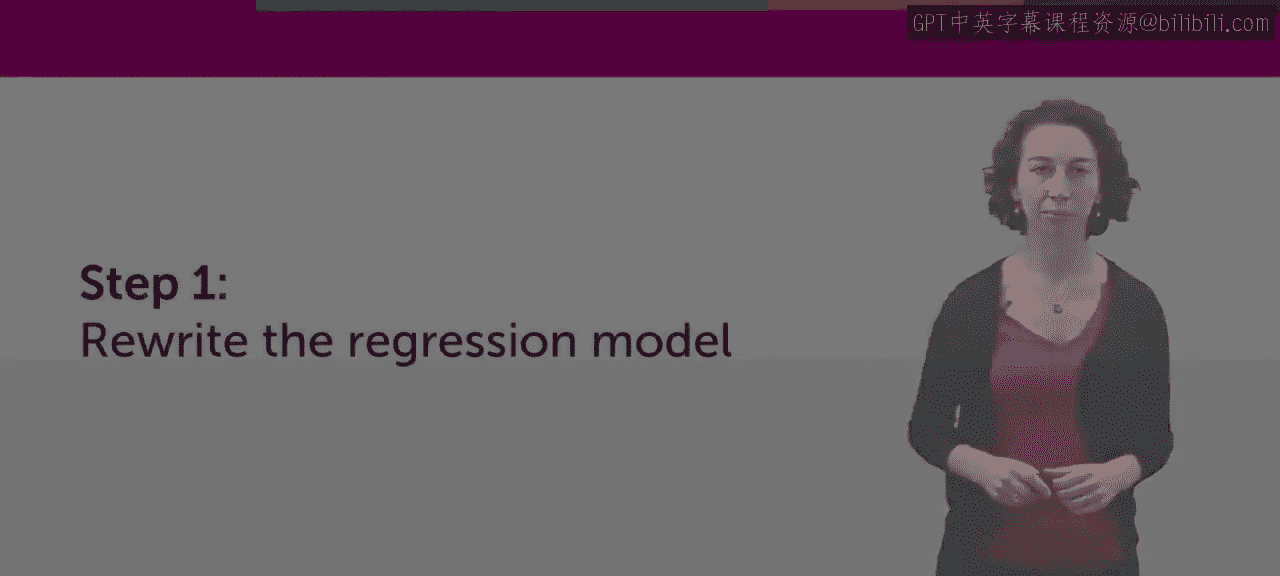 GPT中英字幕课程资源@bilibili.com
Step 1:
Rewrite the regression model